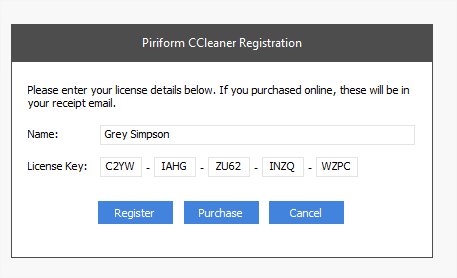 Piriform CCleaner Registration
Please enter your license details below. If you purchased online, these will be in
your receipt email.
Name: Grey Simpson
License Key: C2YW - IAHG - ZU62 - INZQ - WZPC
Register Purchase Cancel